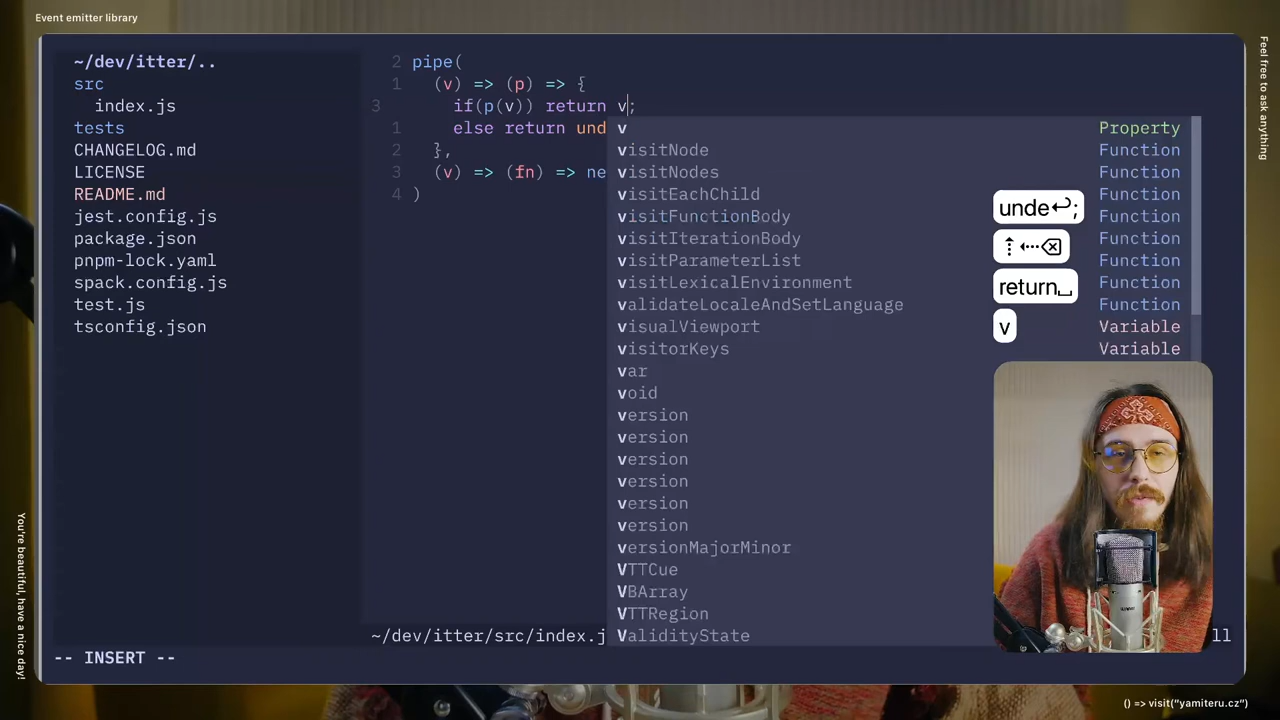 Event emitter library
Feel free to ask anything
~/dev/itter/..
src
index.js
tests
CHANGELOG.md
LICENSE
README.md
jest.config.js
package.json
pnpm-lock.yaml
spack.config.js
test.js
tsconfig.json
2 pipe(
1 (v) => (p) => {
3 if(p(v)) return v;
1 else return und
2 },
3 (v) => (fn) => ne
4 )
v Property
visitNode Function
visitNodes Function
visitEachChild Function
visitFunctionBody Function
visitIterationBody Function
visitParameterList Function
visitLexicalEnvironment Function
validateLocaleAndSetLanguage Function
visualViewport Variable
visitorKeys Variable
var
void
version
version
version
version
version
version
versionMajorMinor
VTTCue
VBArray
VTTRegion
ValidityState
unde↩;
⇡⇠⌫
return␣
v
~/dev/itter/src/index.j
ll
-- INSERT --
You're beautiful, have a nice day!
() => visit("yamiteru.cz")